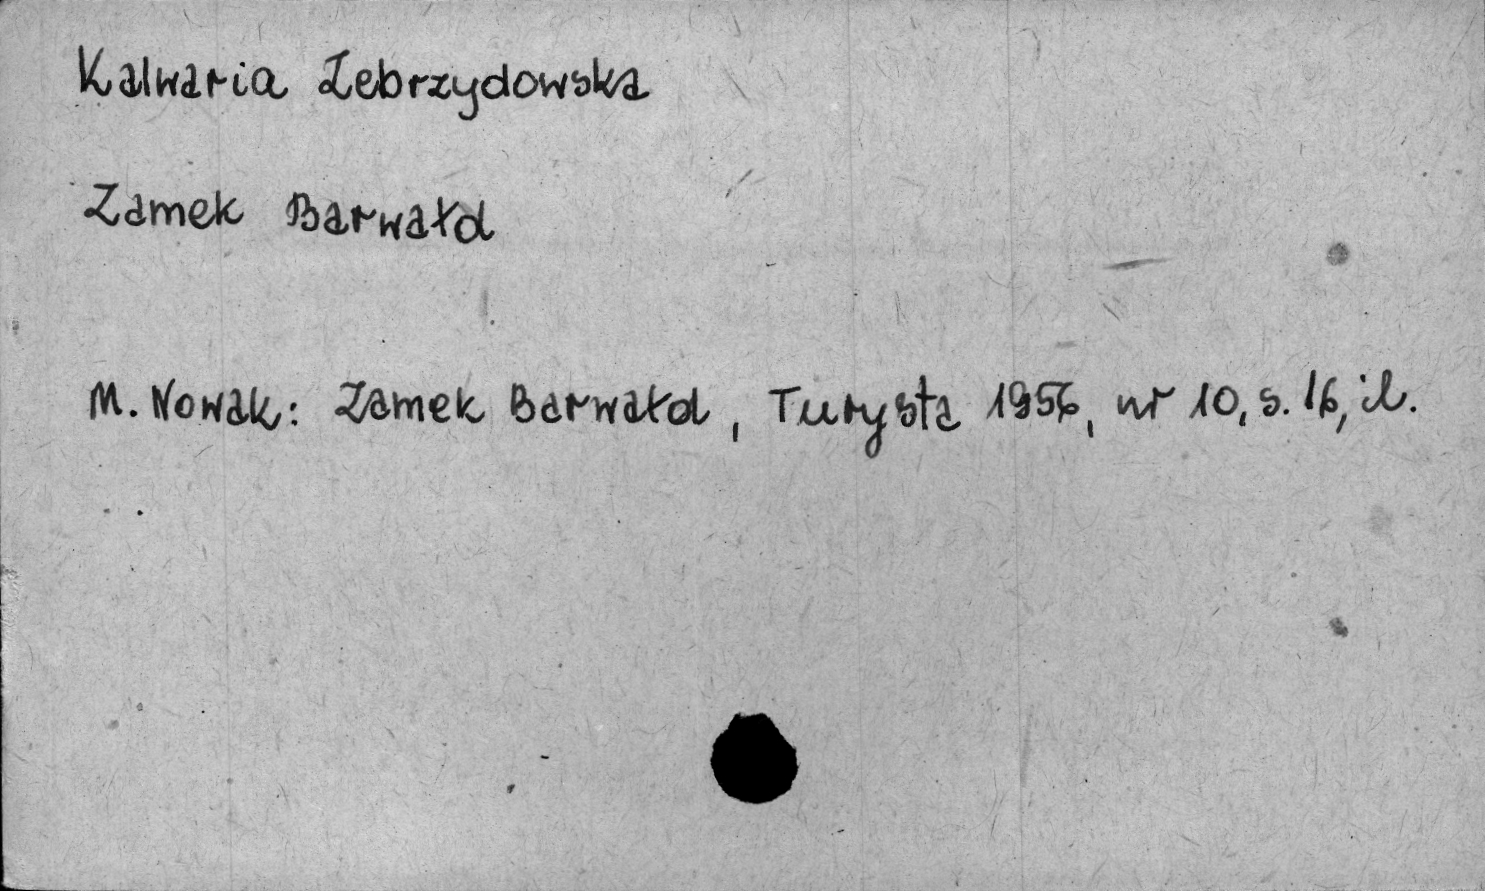 Kalwaria Zebrzydowska
Zamek Barwałd
M. Nowak: Zamek Barwałd, Turysta 1956, nr 10, s. 16, il.